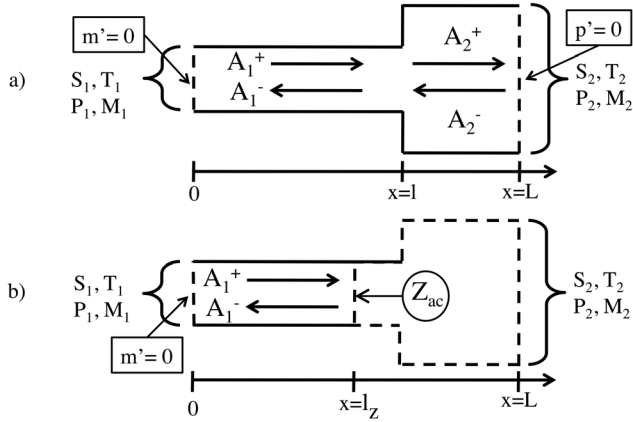 a)
m'= 0
p'= 0
S₁, T₁
P₁, M₁
A₁⁺
A₁⁻
A₂⁺
A₂⁻
S₂, T₂
P₂, M₂
0
x=l
x=L
b)
S₁, T₁
P₁, M₁
A₁⁺
A₁⁻
Zac
S₂, T₂
P₂, M₂
m'= 0
0
x=lz
x=L